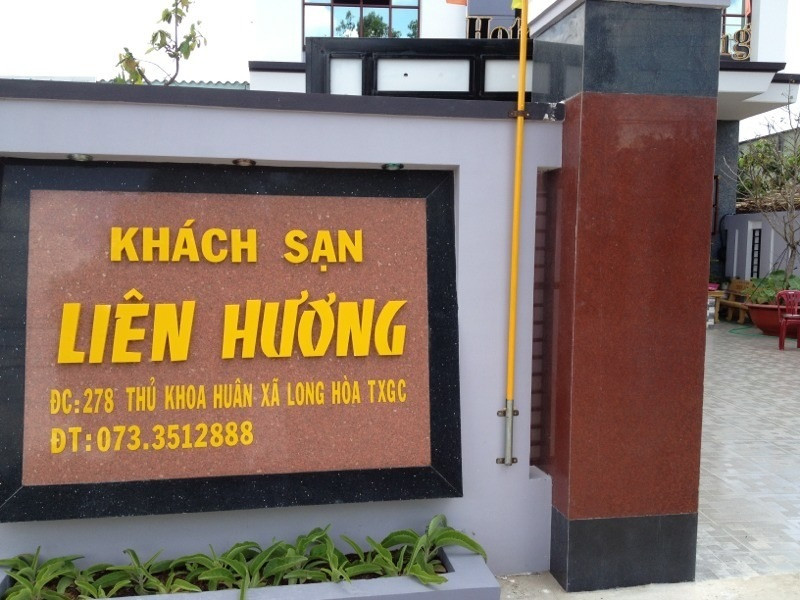 KHÁCH SẠN
LIÊN HƯƠNG
ĐC:278 THỦ KHOA HUÂN XÃ LONG HÒA TXGC
ĐT:073.3512888